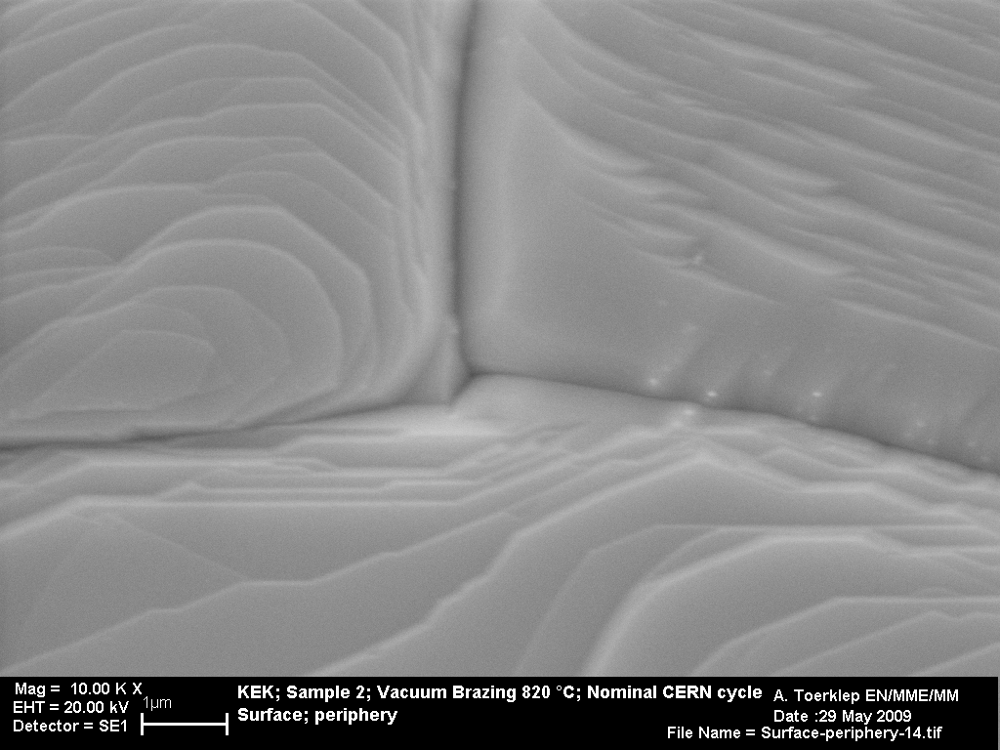 Mag = 10.00 K X
EHT = 20.00 kV
Detector = SE1
1µm
KEK; Sample 2; Vacuum Brazing 820 °C; Nominal CERN cycle
Surface; periphery
A. Toerklep EN/MME/MM
Date :29 May 2009
File Name = Surface-periphery-14.tif